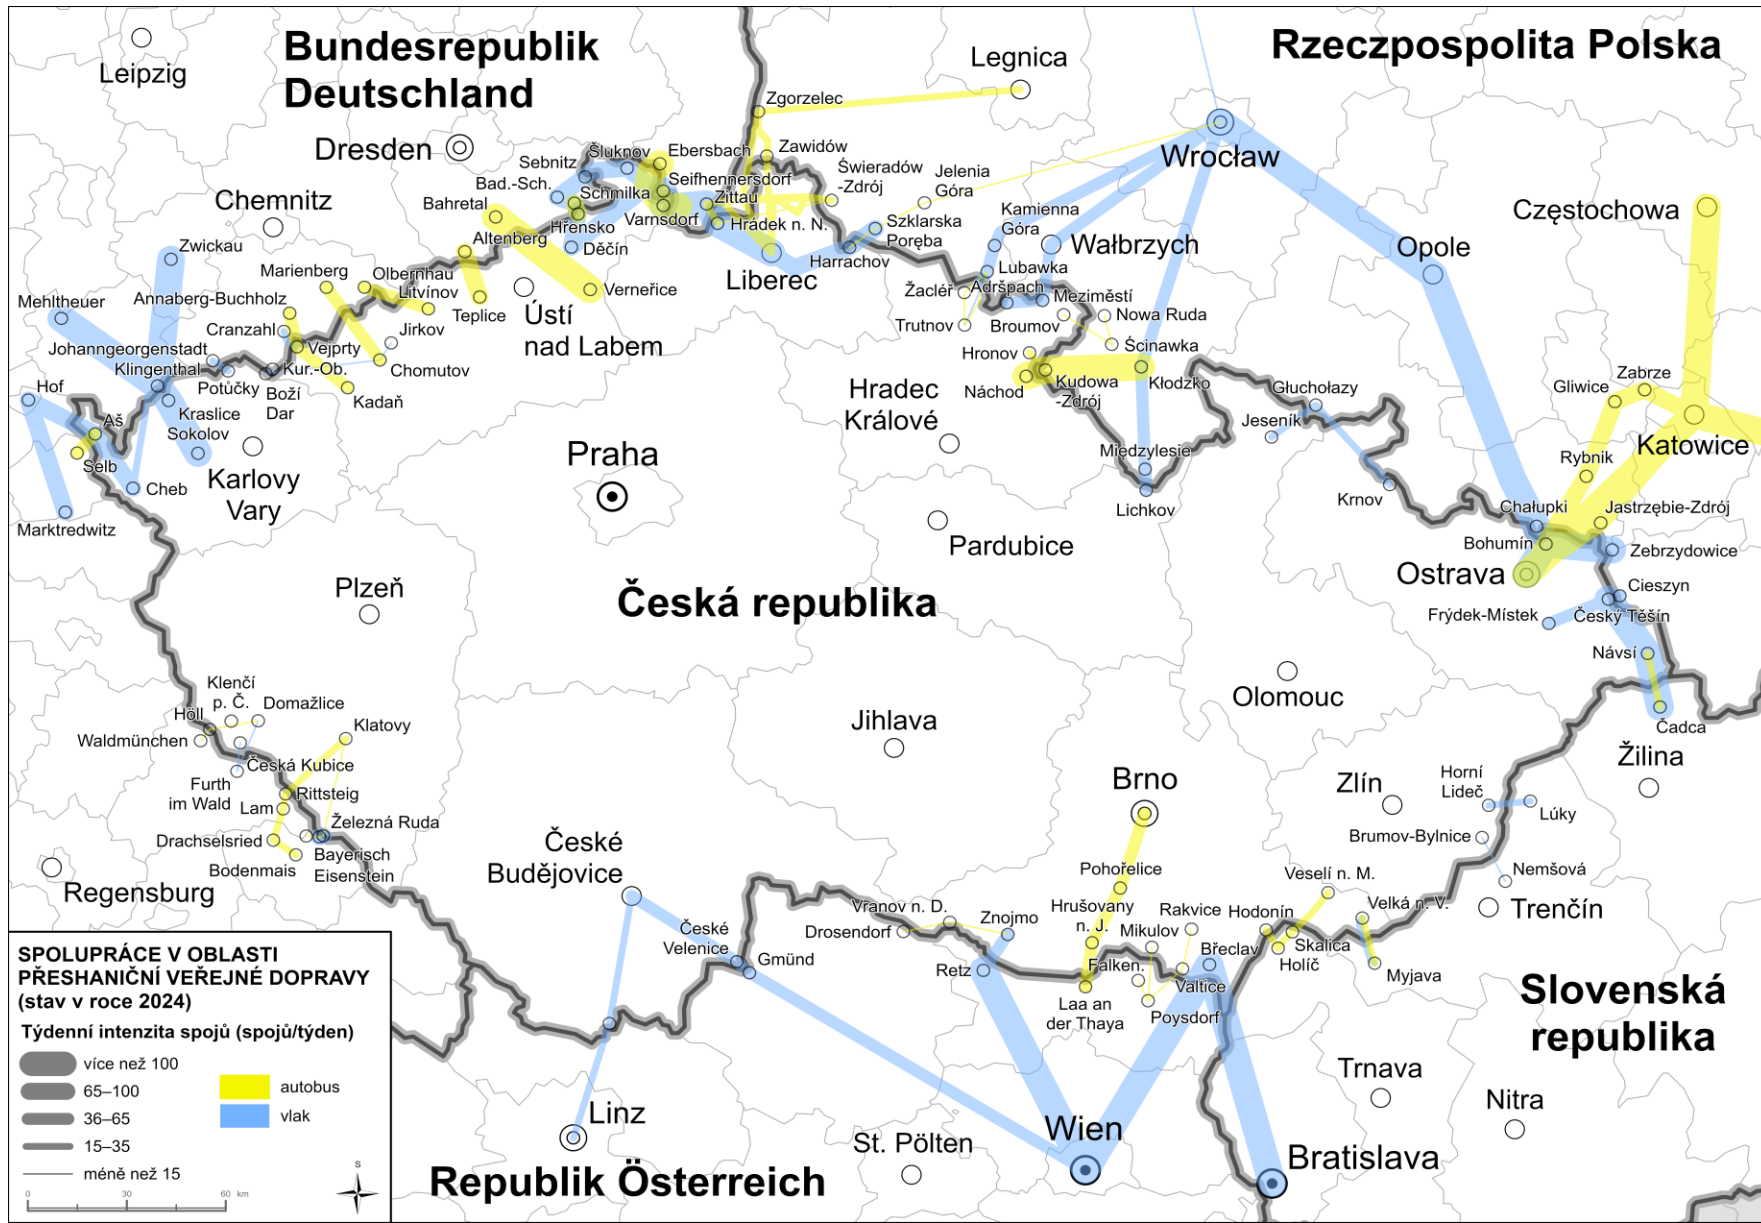 Bundesrepublik
Deutschland
Rzeczpospolita Polska
Leipzig
Legnica
Zgorzelec
Dresden
Sebnitz
Šluknov
Ebersbach
Zawidów
Wrocław
Bad.-Sch.
Schmilka
Seifhennersdorf
Świeradów
-Zdrój
Jelenia
Góra
Chemnitz
Bahretal
Zittau
Hřensko
Varnsdorf
Hrádek n. N.
Szklarska
Poręba
Kamienna
Góra
Częstochowa
Zwickau
Altenberg
Děčín
Liberec
Harrachov
Wałbrzych
Opole
Marienberg
Olbernhau
Litvínov
Lubawka
Adršpach
Mehltheuer
Annaberg-Buchholz
Teplice
Verneřice
Žacléř
Meziměstí
Cranzahl
Jirkov
Ústí
nad Labem
Trutnov
Broumov
Nowa Ruda
Johanngeorgenstadt
Vejprty
Klingenthal
Kur.-Ob.
Chomutov
Hronov
Ścinawka
Hof
Potůčky
Boží
Dar
Kadaň
Hradec
Králové
Náchod
Kudowa
-Zdrój
Kłodzko
Głuchołazy
Gliwice
Zabrze
Aš
Kraslice
Sokolov
Jeseník
Katowice
Selb
Karlovy
Vary
Praha
Międzylesie
Rybnik
Cheb
Krnov
Marktredwitz
Lichkov
Chałupki
Jastrzębie-Zdrój
Pardubice
Bohumín
Zebrzydowice
Plzeň
Česká republika
Ostrava
Cieszyn
Frýdek-Místek
Český Těšín
Návsí
Klenčí
p. Č.
Domažlice
Olomouc
Höll
Klatovy
Jihlava
Čadca
Waldmünchen
Česká Kubice
Žilina
Furth
im Wald
Rittsteig
Brno
Zlín
Horní
Lideč
Lam
Železná Ruda
Lúky
Drachselsried
Bayerisch
Eisenstein
České
Budějovice
Brumov-Bylnice
Bodenmais
Pohořelice
Veselí n. M.
Nemšová
Regensburg
Vranov n. D.
Hrušovany
n. J.
Rakvice
Hodonín
Velká n. V.
Trenčín
Drosendorf
Znojmo
Mikulov
Skalica
České
Velenice
Gmünd
Břeclav
Holíč
Retz
Falken.
Valtice
Myjava
Laa an
der Thaya
Poysdorf
Slovenská
republika
Trnava
Nitra
Linz
Wien
St. Pölten
Bratislava
Republik Österreich
SPOLUPRÁCE V OBLASTI
PŘESHANIČNÍ VEŘEJNÉ DOPRAVY
(stav v roce 2024)
Týdenní intenzita spojů (spojů/týden)
více než 100
65–100
36–65
15–35
méně než 15
autobus
vlak
S
0 30 60 km